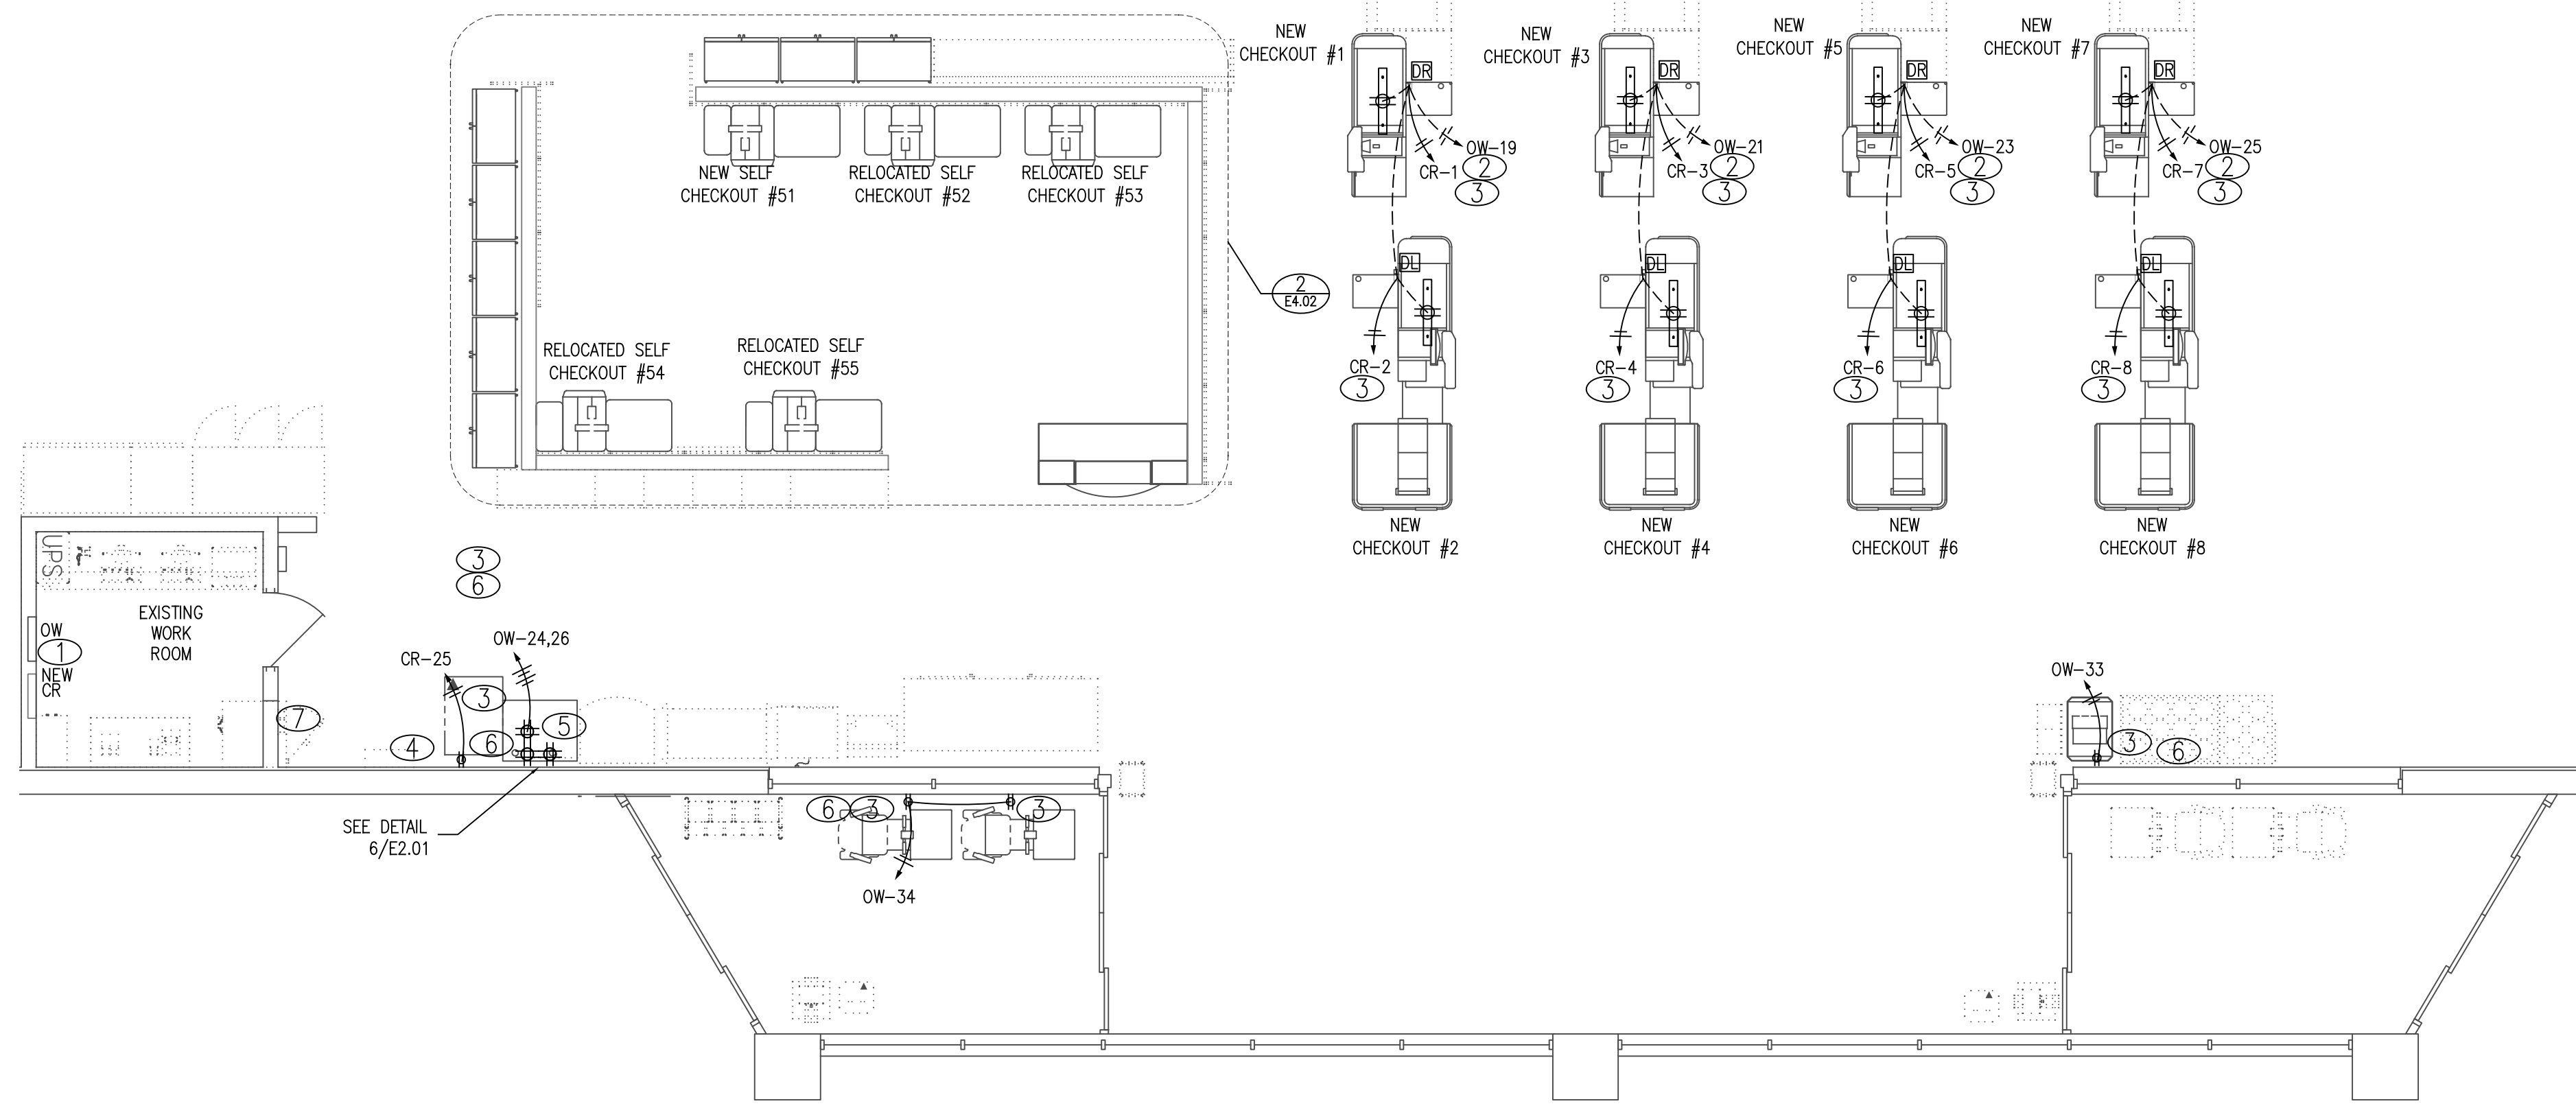 NEW
CHECKOUT #1
NEW
CHECKOUT #3
NEW
CHECKOUT #5
NEW
CHECKOUT #7
DR
DR
DR
DR
OW-19
CR-1
2
3
OW-21
CR-3
2
3
OW-23
CR-5
2
3
OW-25
CR-7
2
3
NEW SELF
CHECKOUT #51
RELOCATED SELF
CHECKOUT #52
RELOCATED SELF
CHECKOUT #53
2
E4.02
DL
DL
DL
DL
RELOCATED SELF
CHECKOUT #54
RELOCATED SELF
CHECKOUT #55
CR-2
3
CR-4
3
CR-6
3
CR-8
3
NEW
CHECKOUT #2
NEW
CHECKOUT #4
NEW
CHECKOUT #6
NEW
CHECKOUT #8
UPS
3
6
EXISTING
WORK
ROOM
OW
1
NEW
CR
OW-24,26
CR-25
3
5
6
4
7
OW-33
3
6
SEE DETAIL
6/E2.01
6
3
3
OW-34